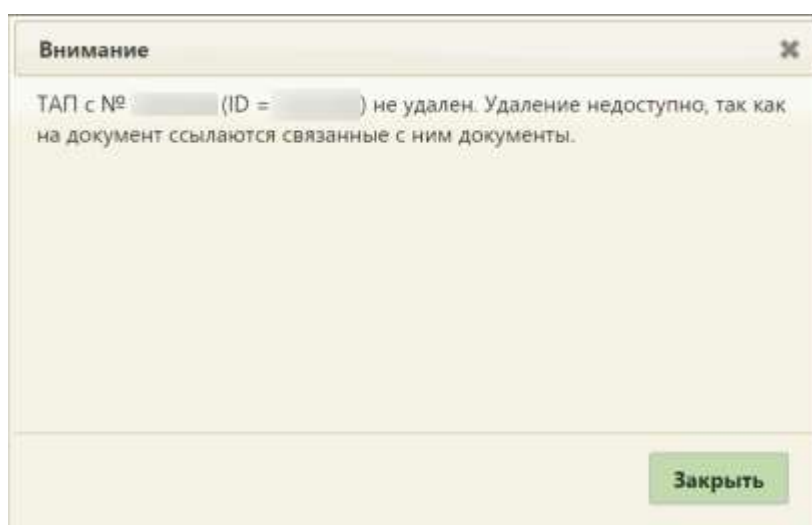 Внимание
ТАП с № (ID = ) не удален. Удаление недоступно, так как
на документ ссылаются связанные с ним документы.
Закрыть